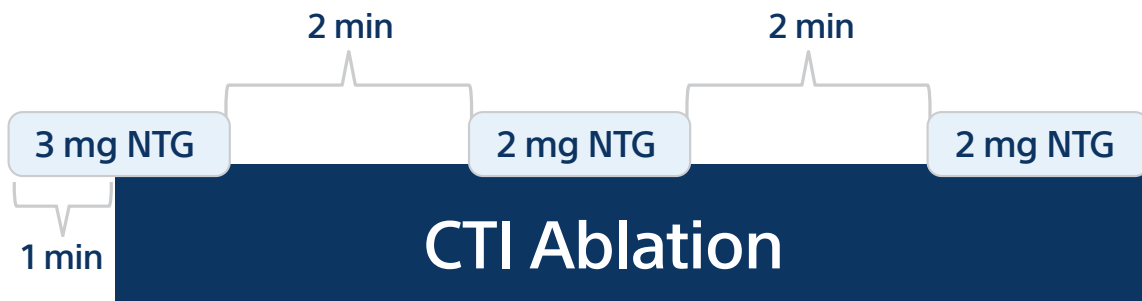 2 min
2 min
3 mg NTG
2 mg NTG
2 mg NTG
1 min
CTI Ablation